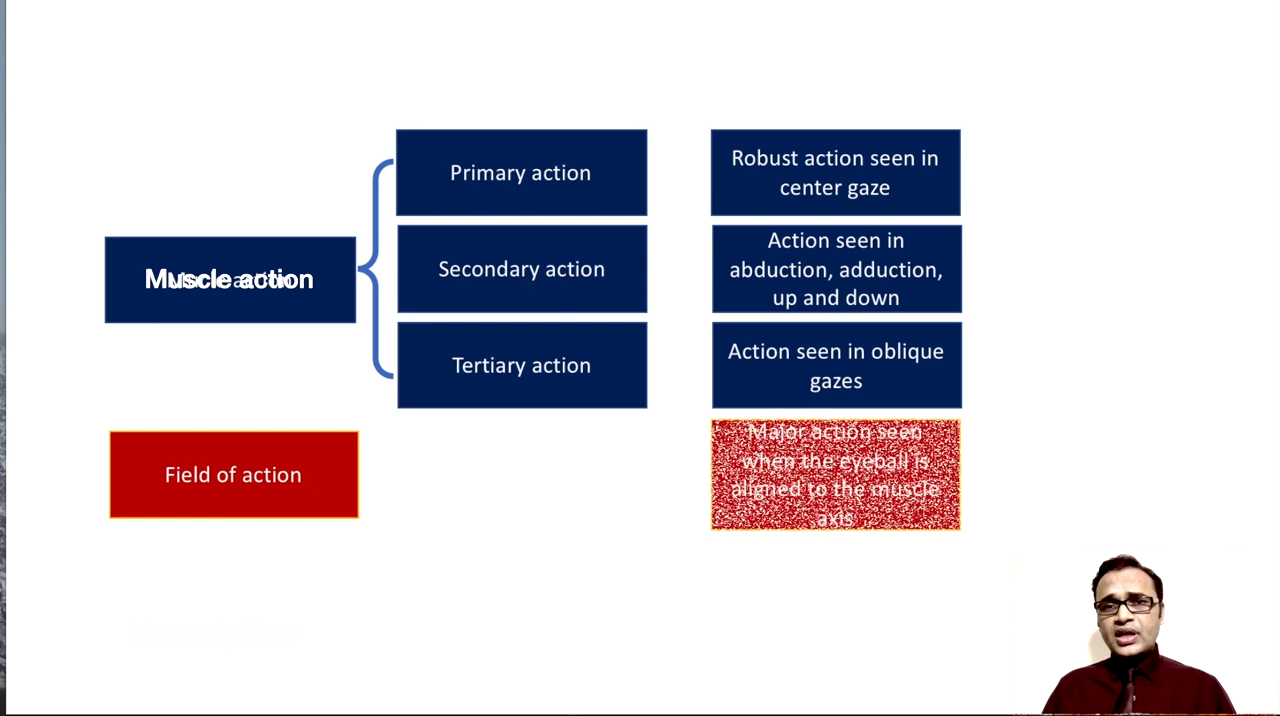 Muscle action
Primary action
Robust action seen in
center gaze
Secondary action
Action seen in
abduction, adduction,
up and down
Tertiary action
Action seen in oblique
gazes
Field of action
Major action seen
when the eyeball is
aligned to the muscle
axis